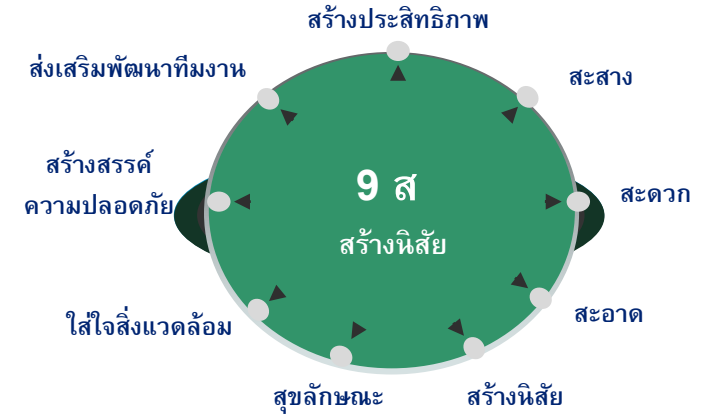 สร้างประสิทธิภาพ
ส่งเสริมพัฒนาทีมงาน
สะสาง
สร้างสรรค์
ความปลอดภัย
9 ส
สร้างนิสัย
สะดวก
ใส่ใจสิ่งแวดล้อม
สะอาด
สุขลักษณะ
สร้างนิสัย